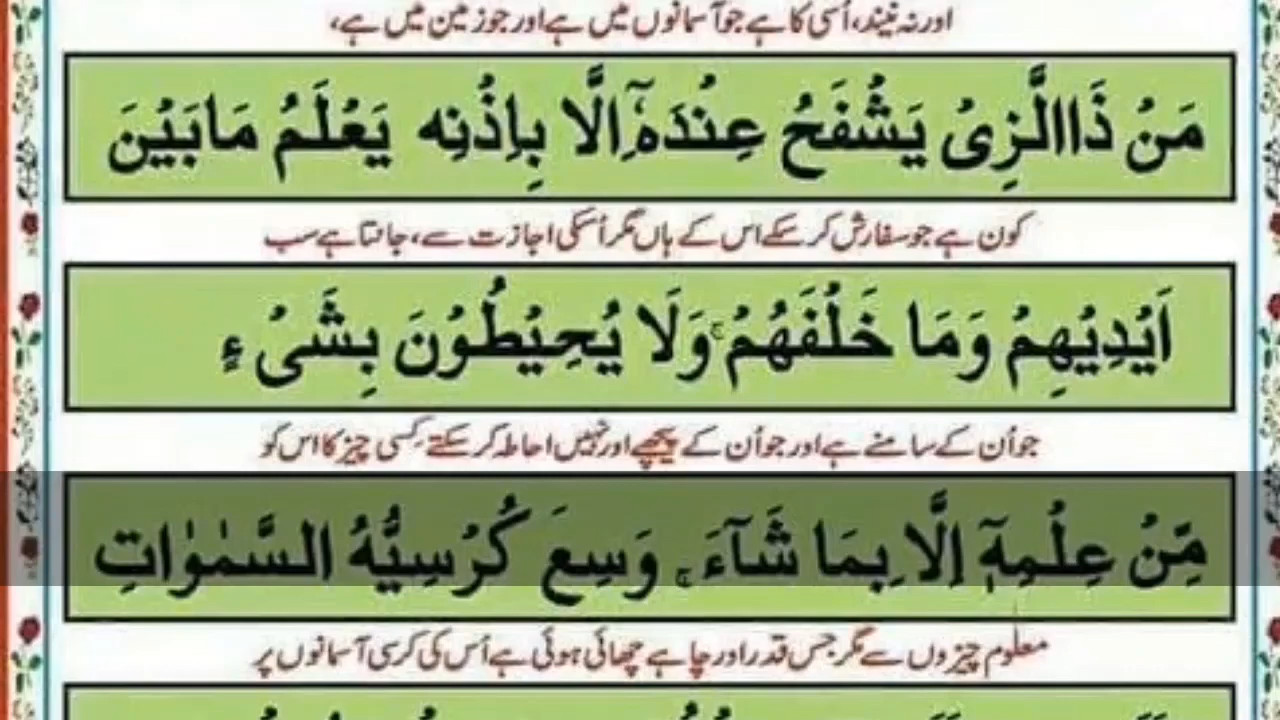 اور نہ نیند، اُسی کا ہے جو آسمانوں میں ہے اور جو زمین میں ہے،
مَنۡ ذَاالَّزِیۡ یَشۡفَحُ عِنۡدَہٗۤ اِلَّا بِاِذۡنِہ یَعۡلَمُ مَابَیۡنَ
کون ہے جو سفارش کر سکے اس کے ہاں مگر اُسکی اجازت سے، جانتا ہے سب
اَیۡدِیۡہِمۡ وَمَا خَلۡفَہُمۡ ۚ وَلَا یُحِیۡطُوۡنَ بِشَیۡ ءٍ
جو اُن کے سامنے ہے اور جو اُن کے پیچھے اور نہیں احاطہ کر سکتے کسی چیز کا اس کو
مِّنۡ عِلۡمِہٖۤ اِلَّا بِمَا شَآءَ ۚ وَسِعَ کُرۡسِیُّہُ السَّمٰوٰاتِ
معلوم چیزوں سے مگر جس قدر اور چاہے چھائی ہوئی ہے اُس کی کرسی آسمانوں پر